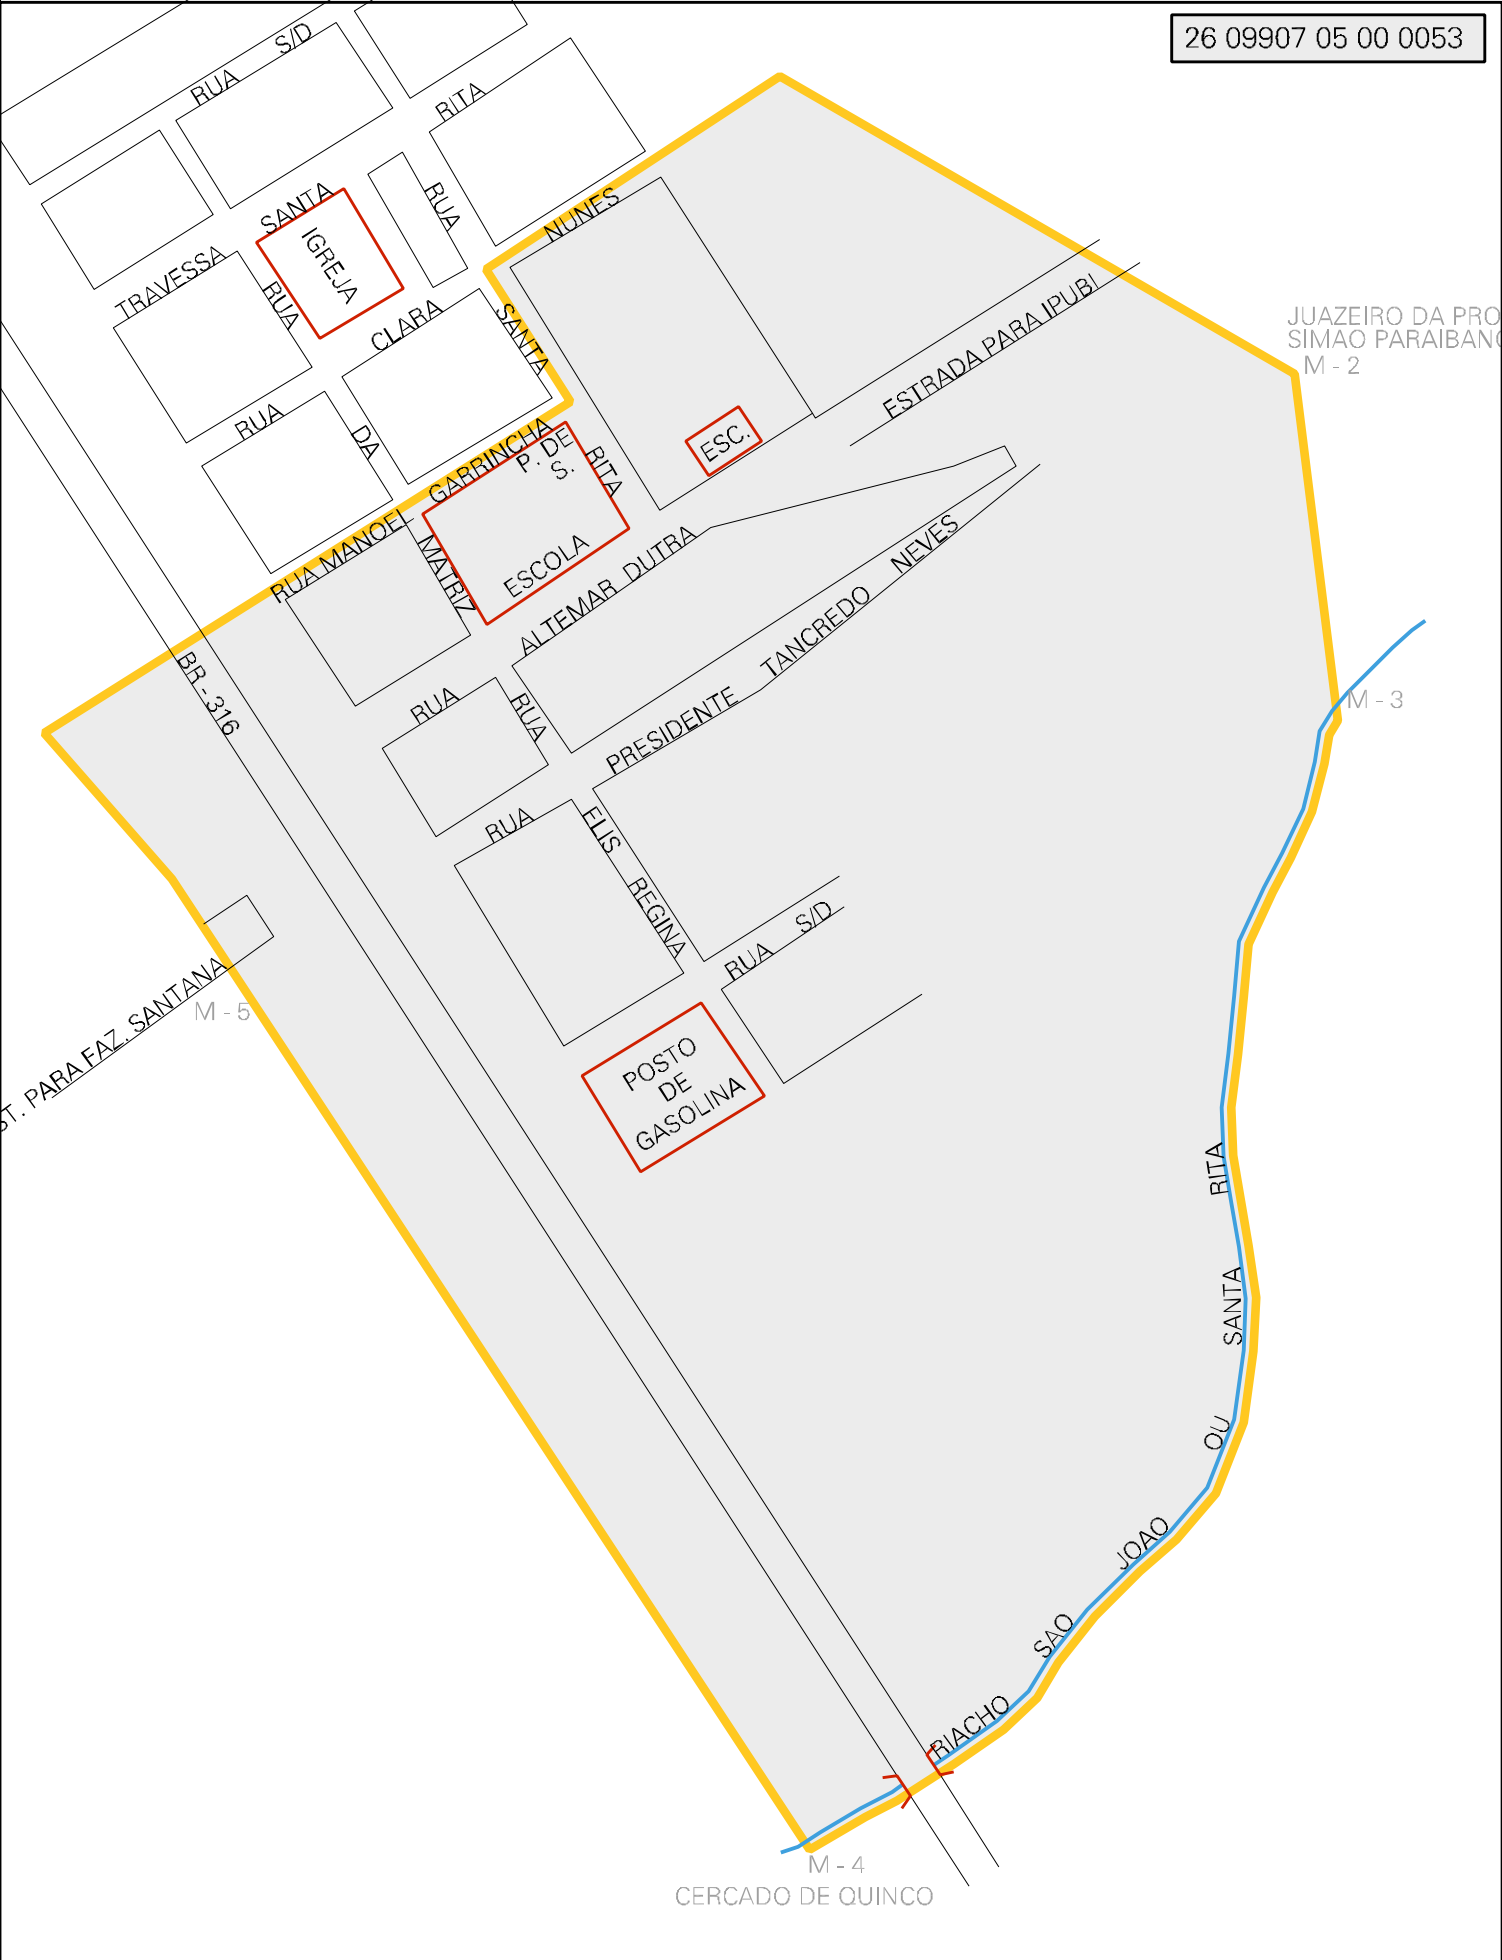 26 09907 05 00 0053
RUA S/D
RITA
RUA
TRAVESSA SANTA
IGREJA
RUA
NUNES
RUA CLARA
SANTA
DA
GARRINCHA
P. DE
S.
RITA
ESC.
ESTRADA PARA IPUBI
JUAZEIRO DA PRO
SIMAO PARAIBANO
M - 2
RUA MANOEL
MATRIZ
ESCOLA
RUA ALTEMAR DUTRA
BR - 316
RUA
RUA PRESIDENTE TANCREDO NEVES
M - 3
ELIS REGINA
RUA S/D
ST. PARA FAZ. SANTANA
M - 5
POSTO
DE
GASOLINA
RIACHO SAO JOAO OU SANTA RITA
M - 4
CERCADO DE QUINCO